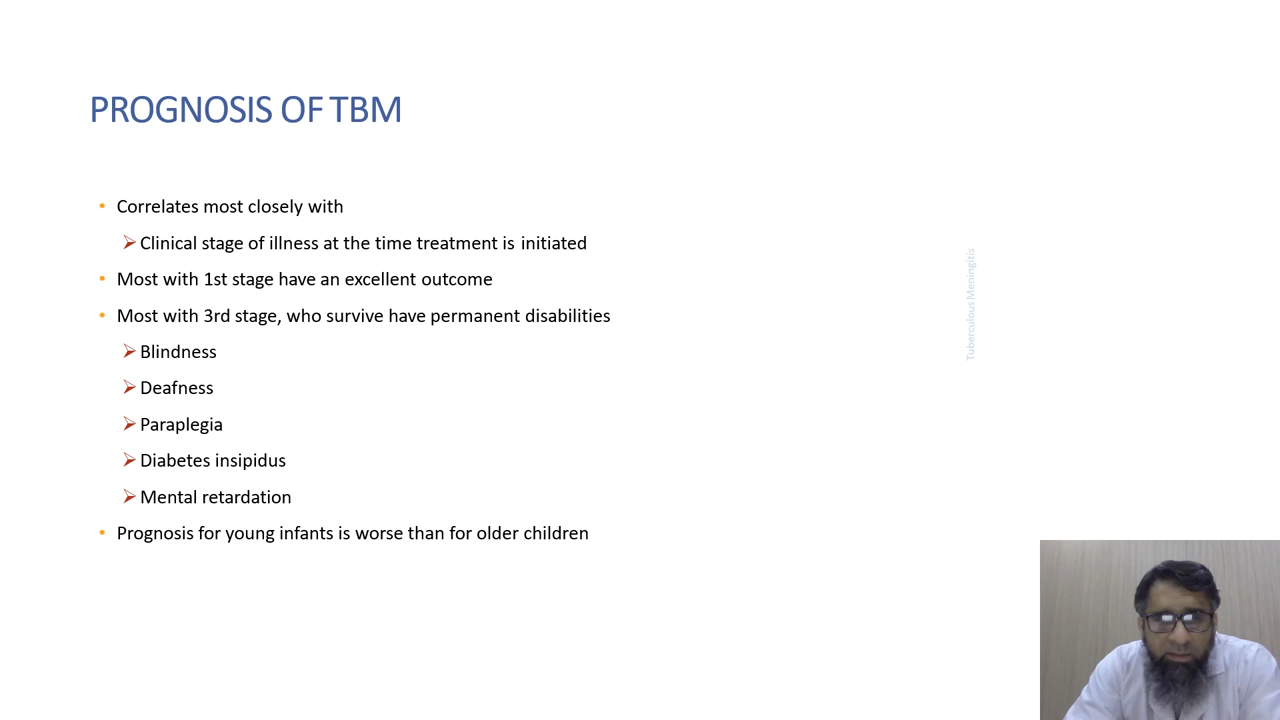 PROGNOSIS OF TBM
Correlates most closely with
Clinical stage of illness at the time treatment is initiated
Most with 1st stage have an excellent outcome
Most with 3rd stage, who survive have permanent disabilities
Blindness
Deafness
Paraplegia
Diabetes insipidus
Mental retardation
Prognosis for young infants is worse than for older children
Tuberculous Meningitis